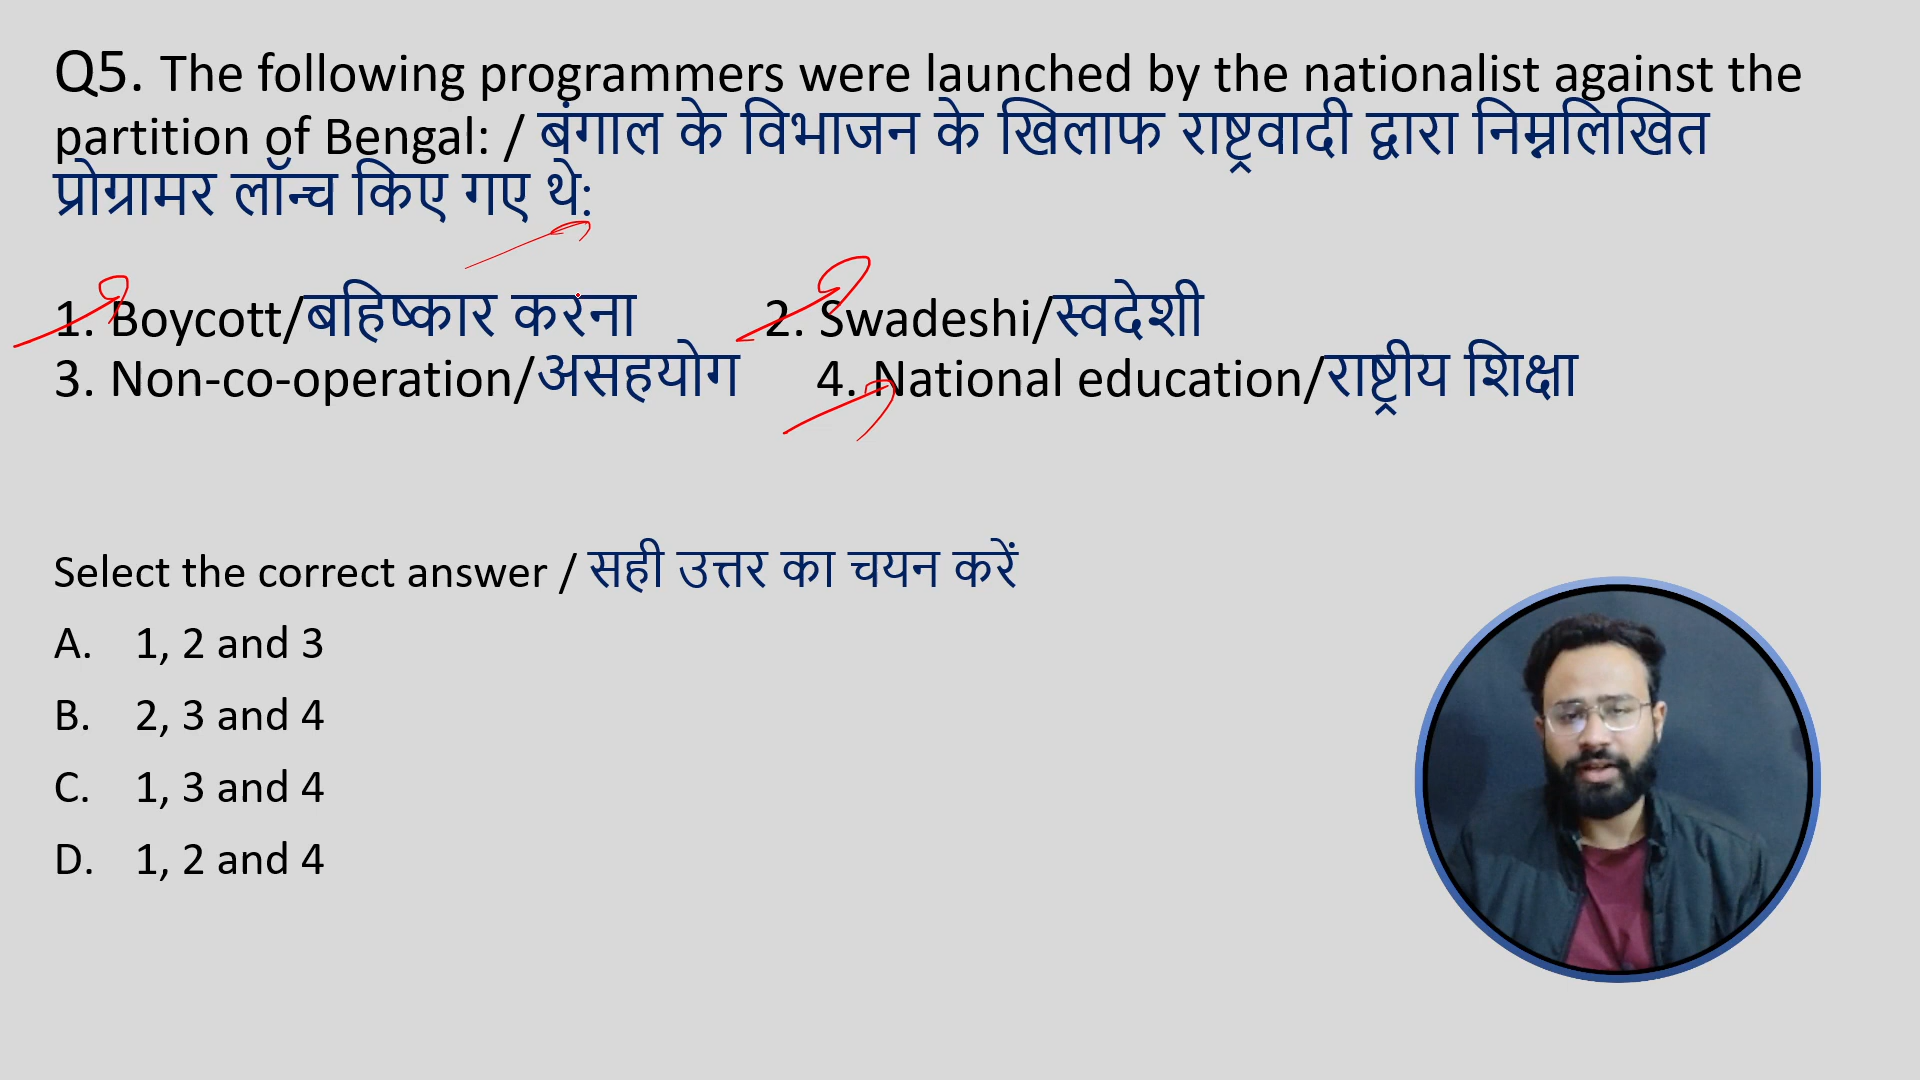 Q5. The following programmers were launched by the nationalist against the
partition of Bengal: / बंगाल के विभाजन के खिलाफ राष्ट्रवादी द्वारा निम्नलिखित
प्रोग्रामर लॉन्च किए गए थे:
1. Boycott/बहिष्कार करना 2. Swadeshi/स्वदेशी
3. Non-co-operation/असहयोग 4. National education/राष्ट्रीय शिक्षा
Select the correct answer / सही उत्तर का चयन करें
A. 1, 2 and 3
B. 2, 3 and 4
C. 1, 3 and 4
D. 1, 2 and 4